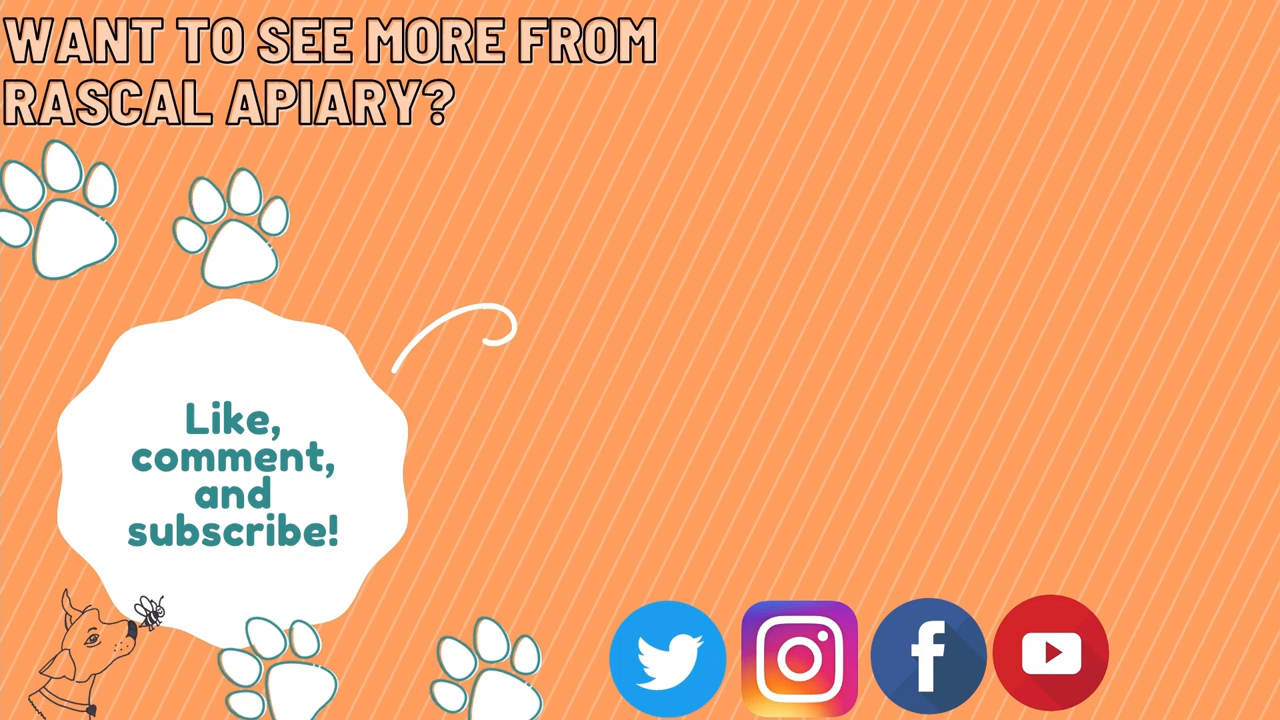 WANT TO SEE MORE FROM
RASCAL APIARY?
Like,
comment,
and
subscribe!